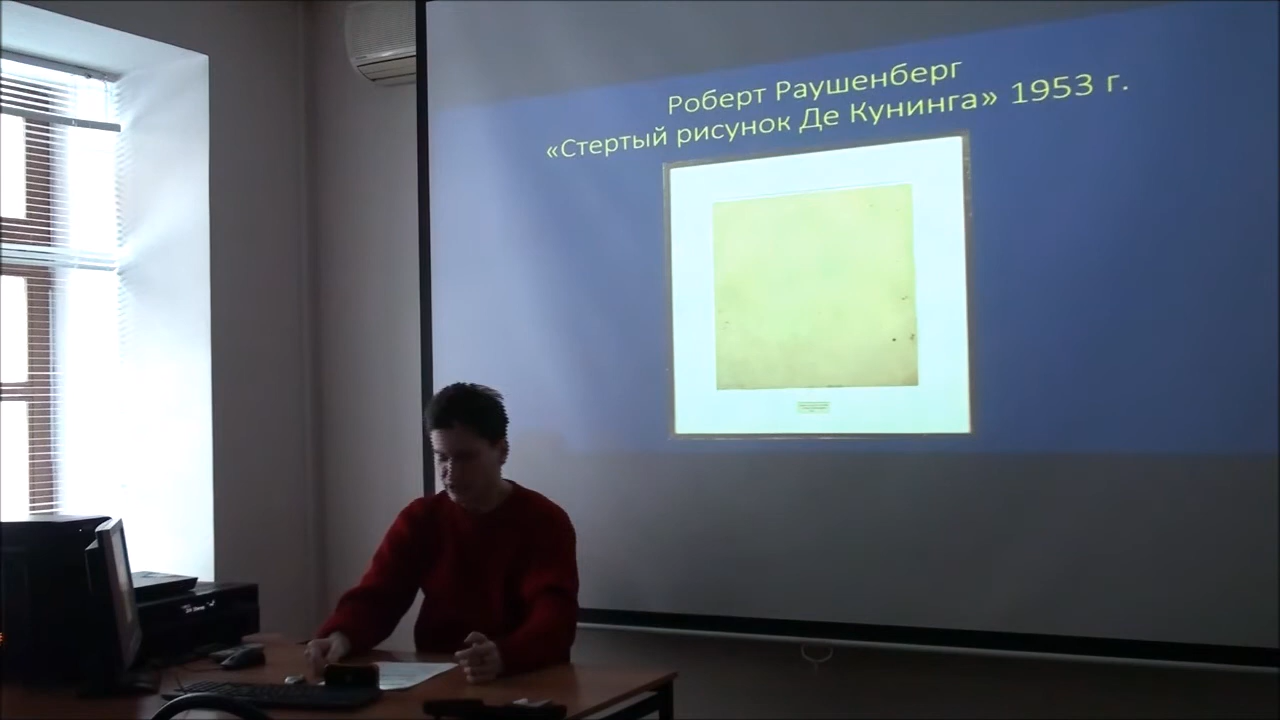 Роберт Раушенберг
«Стертый рисунок Де Кунинга» 1953 г.